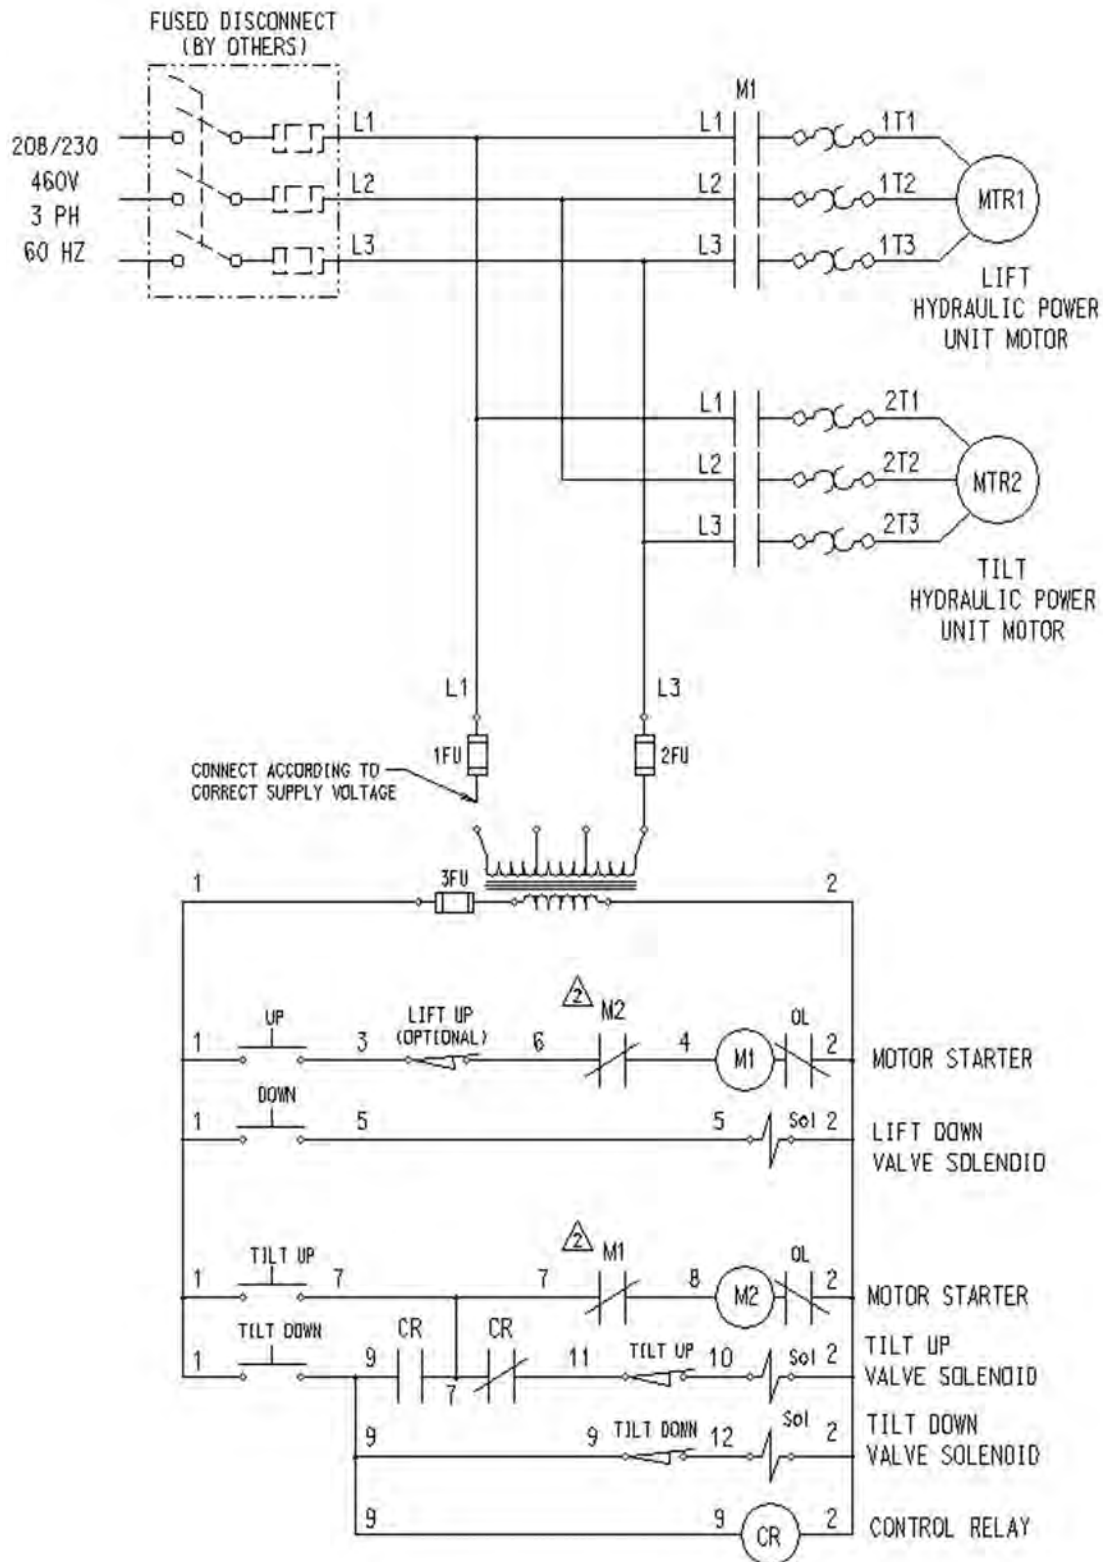 FUSED DISCONNECT
(BY OTHERS)
208/230
460V
3 PH
60 HZ
L1
L2
L3
M1
L1
L2
L3
1T1
1T2
1T3
MTR1
LIFT
HYDRAULIC POWER
UNIT MOTOR
L1
L2
L3
2T1
2T2
2T3
MTR2
TILT
HYDRAULIC POWER
UNIT MOTOR
L1
L3
1FU
2FU
CONNECT ACCORDING TO
CORRECT SUPPLY VOLTAGE
1
3FU
2
1
UP
3
LIFT UP
(OPTIONAL)
6
2
M2
4
M1
OL
2
MOTOR STARTER
1
DOWN
5
5
Sol
2
LIFT DOWN
VALVE SOLENOID
1
TILT UP
7
7
2
M1
8
M2
OL
2
MOTOR STARTER
1
TILT DOWN
9
CR
7
CR
11
TILT UP
10
Sol
2
TILT UP
VALVE SOLENOID
9
9
TILT DOWN
12
Sol
2
TILT DOWN
VALVE SOLENOID
9
9
CR
2
CONTROL RELAY